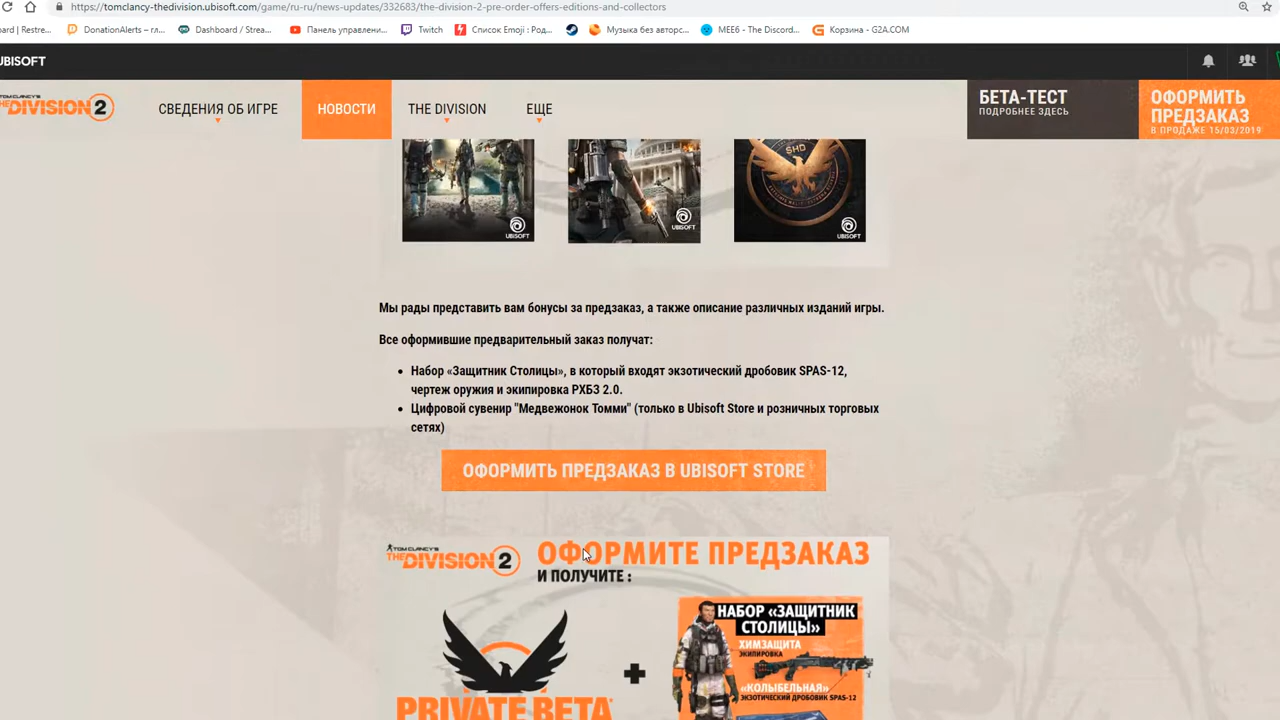 https://tomclancy-thedivision.ubisoft.com/game/ru-ru/news-updates/332683/the-division-2-pre-order-offers-editions-and-collectors
oard | Restre... DonationAlerts — гл... Dashboard / Strea... Панель управлени... Twitch Список Emoji : Род... Музыка без авторс... MEE6 - The Discord... Корзина - G2A.COM
UBISOFT
TOM CLANCY'S
THE DIVISION 2
СВЕДЕНИЯ ОБ ИГРЕ НОВОСТИ THE DIVISION ЕЩЕ
БЕТА-ТЕСТ
ПОДРОБНЕЕ ЗДЕСЬ
ОФОРМИТЬ
ПРЕДЗАКАЗ
В ПРОДАЖЕ 15/03/2019
SHD
UBISOFT UBISOFT UBISOFT
Мы рады представить вам бонусы за предзаказ, а также описание различных изданий игры.
Все оформившие предварительный заказ получат:
• Набор «Защитник Столицы», в который входят экзотический дробовик SPAS-12,
чертеж оружия и экипировка РХБЗ 2.0.
• Цифровой сувенир "Медвежонок Томми" (только в Ubisoft Store и розничных торговых
сетях)
ОФОРМИТЬ ПРЕДЗАКАЗ В UBISOFT STORE
TOM CLANCY'S
THE DIVISION 2
ОФОРМИТЕ ПРЕДЗАКАЗ
И ПОЛУЧИТЕ :
PRIVATE BETA
+
НАБОР «ЗАЩИТНИК
СТОЛИЦЫ»
ХИМЗАЩИТА
ЭКИПИРОВКА
«КОЛЫБЕЛЬНАЯ»
ЭКЗОТИЧЕСКИЙ ДРОБОВИК SPAS-12